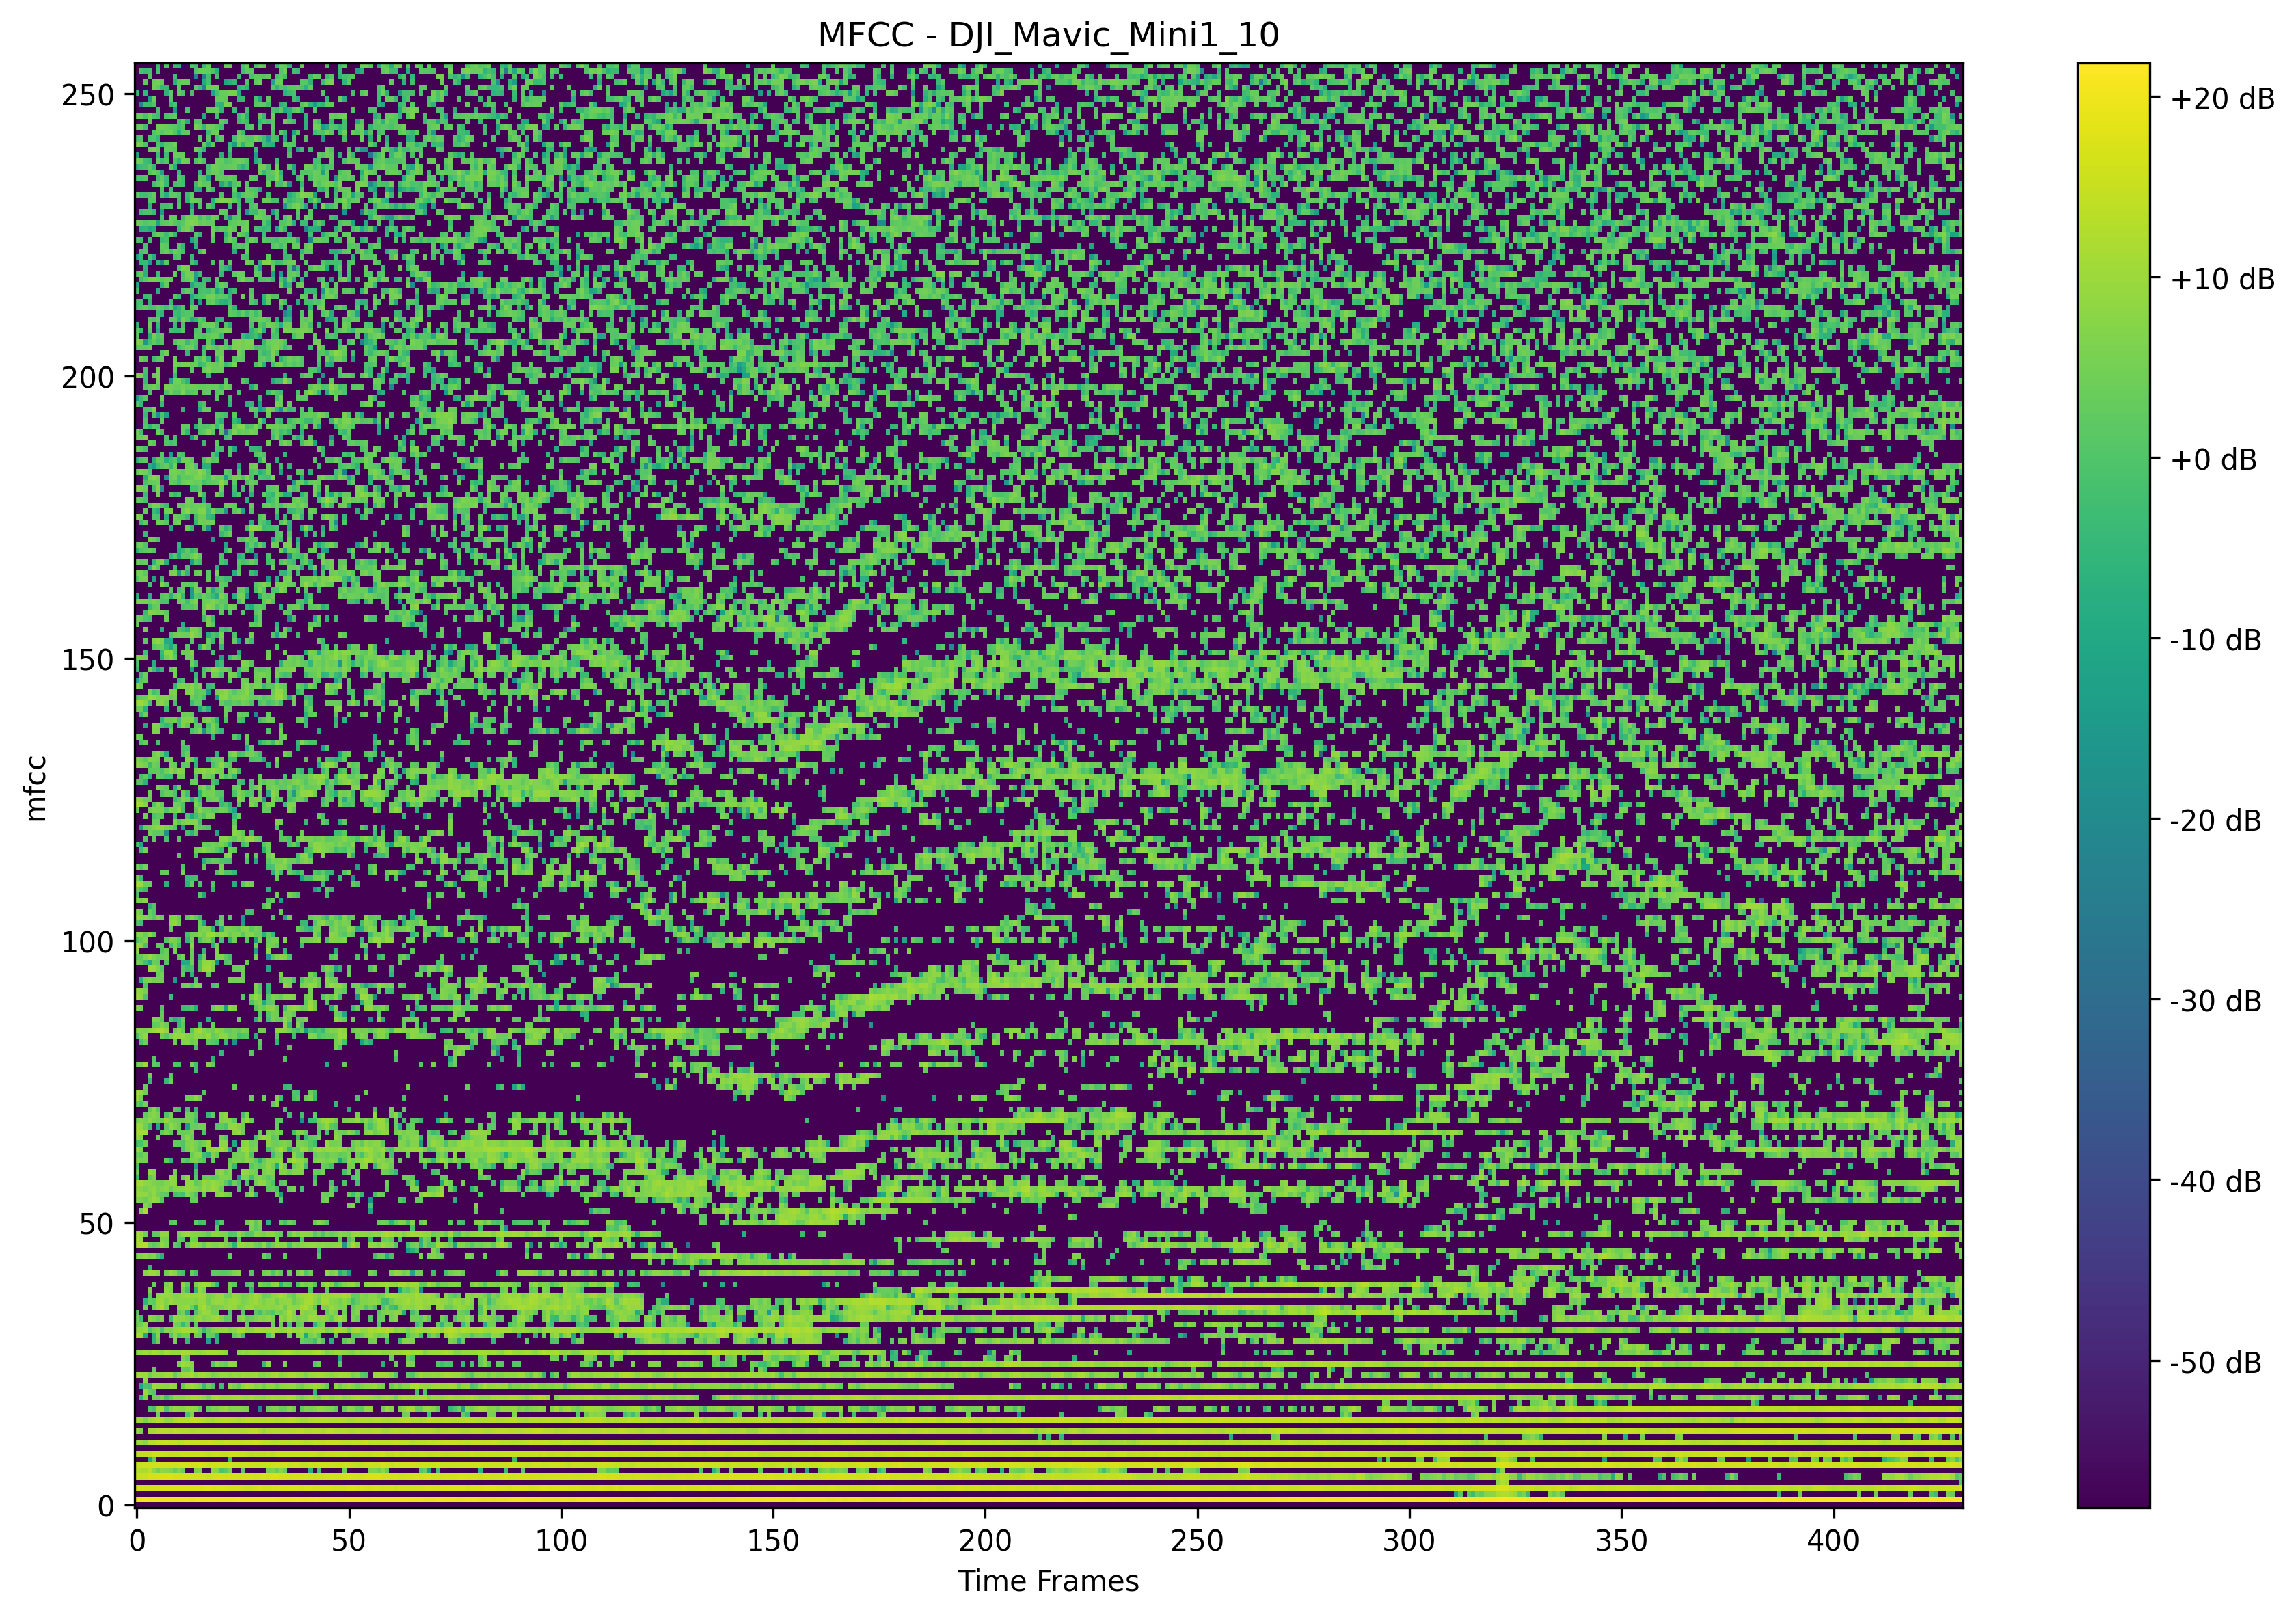 MFCC - DJI_Mavic_Mini1_10
250
200
150
100
50
0
mfcc
0 50 100 150 200 250 300 350 400
Time Frames
+20 dB
+10 dB
+0 dB
-10 dB
-20 dB
-30 dB
-40 dB
-50 dB